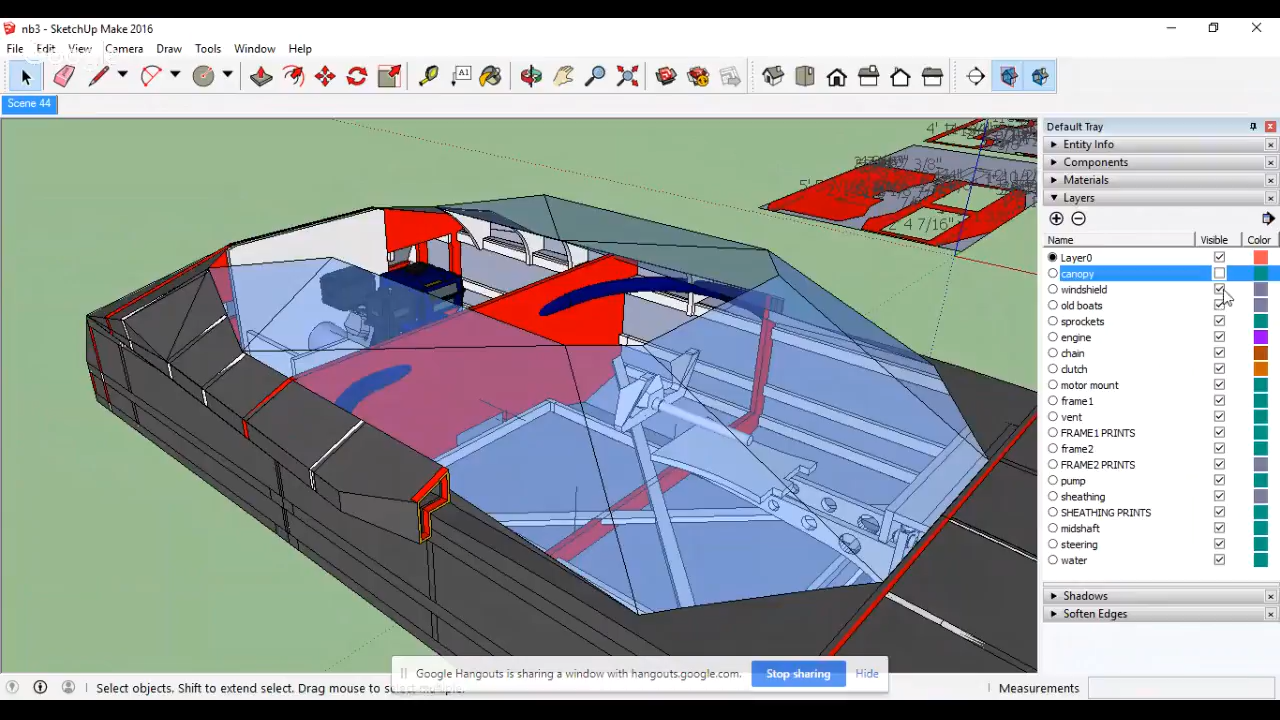 nb3 - SketchUp Make 2016
File Edit View Camera Draw Tools Window Help
A1
Scene 44
Default Tray
Entity Info
Components
Materials
Layers
Name Visible Color
Layer0
canopy
windshield
old boats
sprockets
engine
chain
clutch
motor mount
frame1
vent
FRAME1 PRINTS
frame2
FRAME2 PRINTS
pump
sheathing
SHEATHING PRINTS
midshaft
steering
water
Shadows
Soften Edges
2' 4 7/16"
Google Hangouts is sharing a window with hangouts.google.com. Stop sharing Hide
Select objects. Shift to extend select. Drag mouse to select multiple.
Measurements